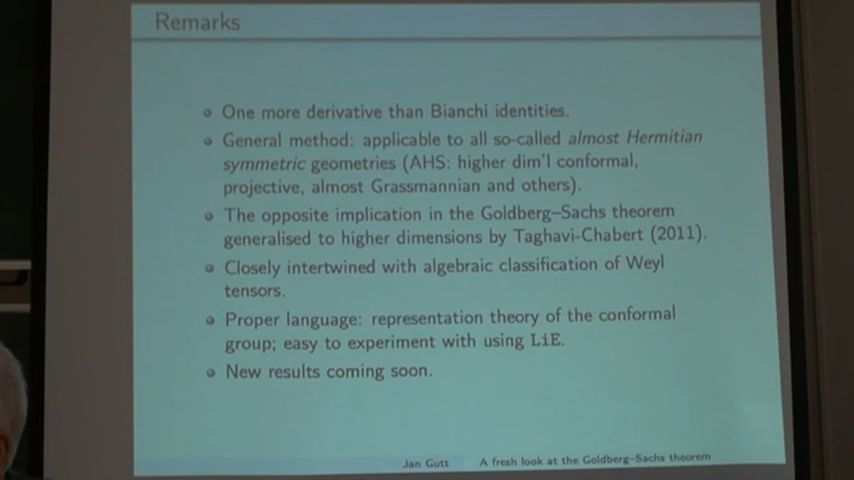 Remarks
One more derivative than Bianchi identities.
General method: applicable to all so-called almost Hermitian
symmetric geometries (AHS: higher dim'l conformal,
projective, almost Grassmannian and others).
The opposite implication in the Goldberg–Sachs theorem
generalised to higher dimensions by Taghavi-Chabert (2011).
Closely intertwined with algebraic classification of Weyl
tensors.
Proper language: representation theory of the conformal
group; easy to experiment with using LiE.
New results coming soon.
Jan Gutt A fresh look at the Goldberg–Sachs theorem